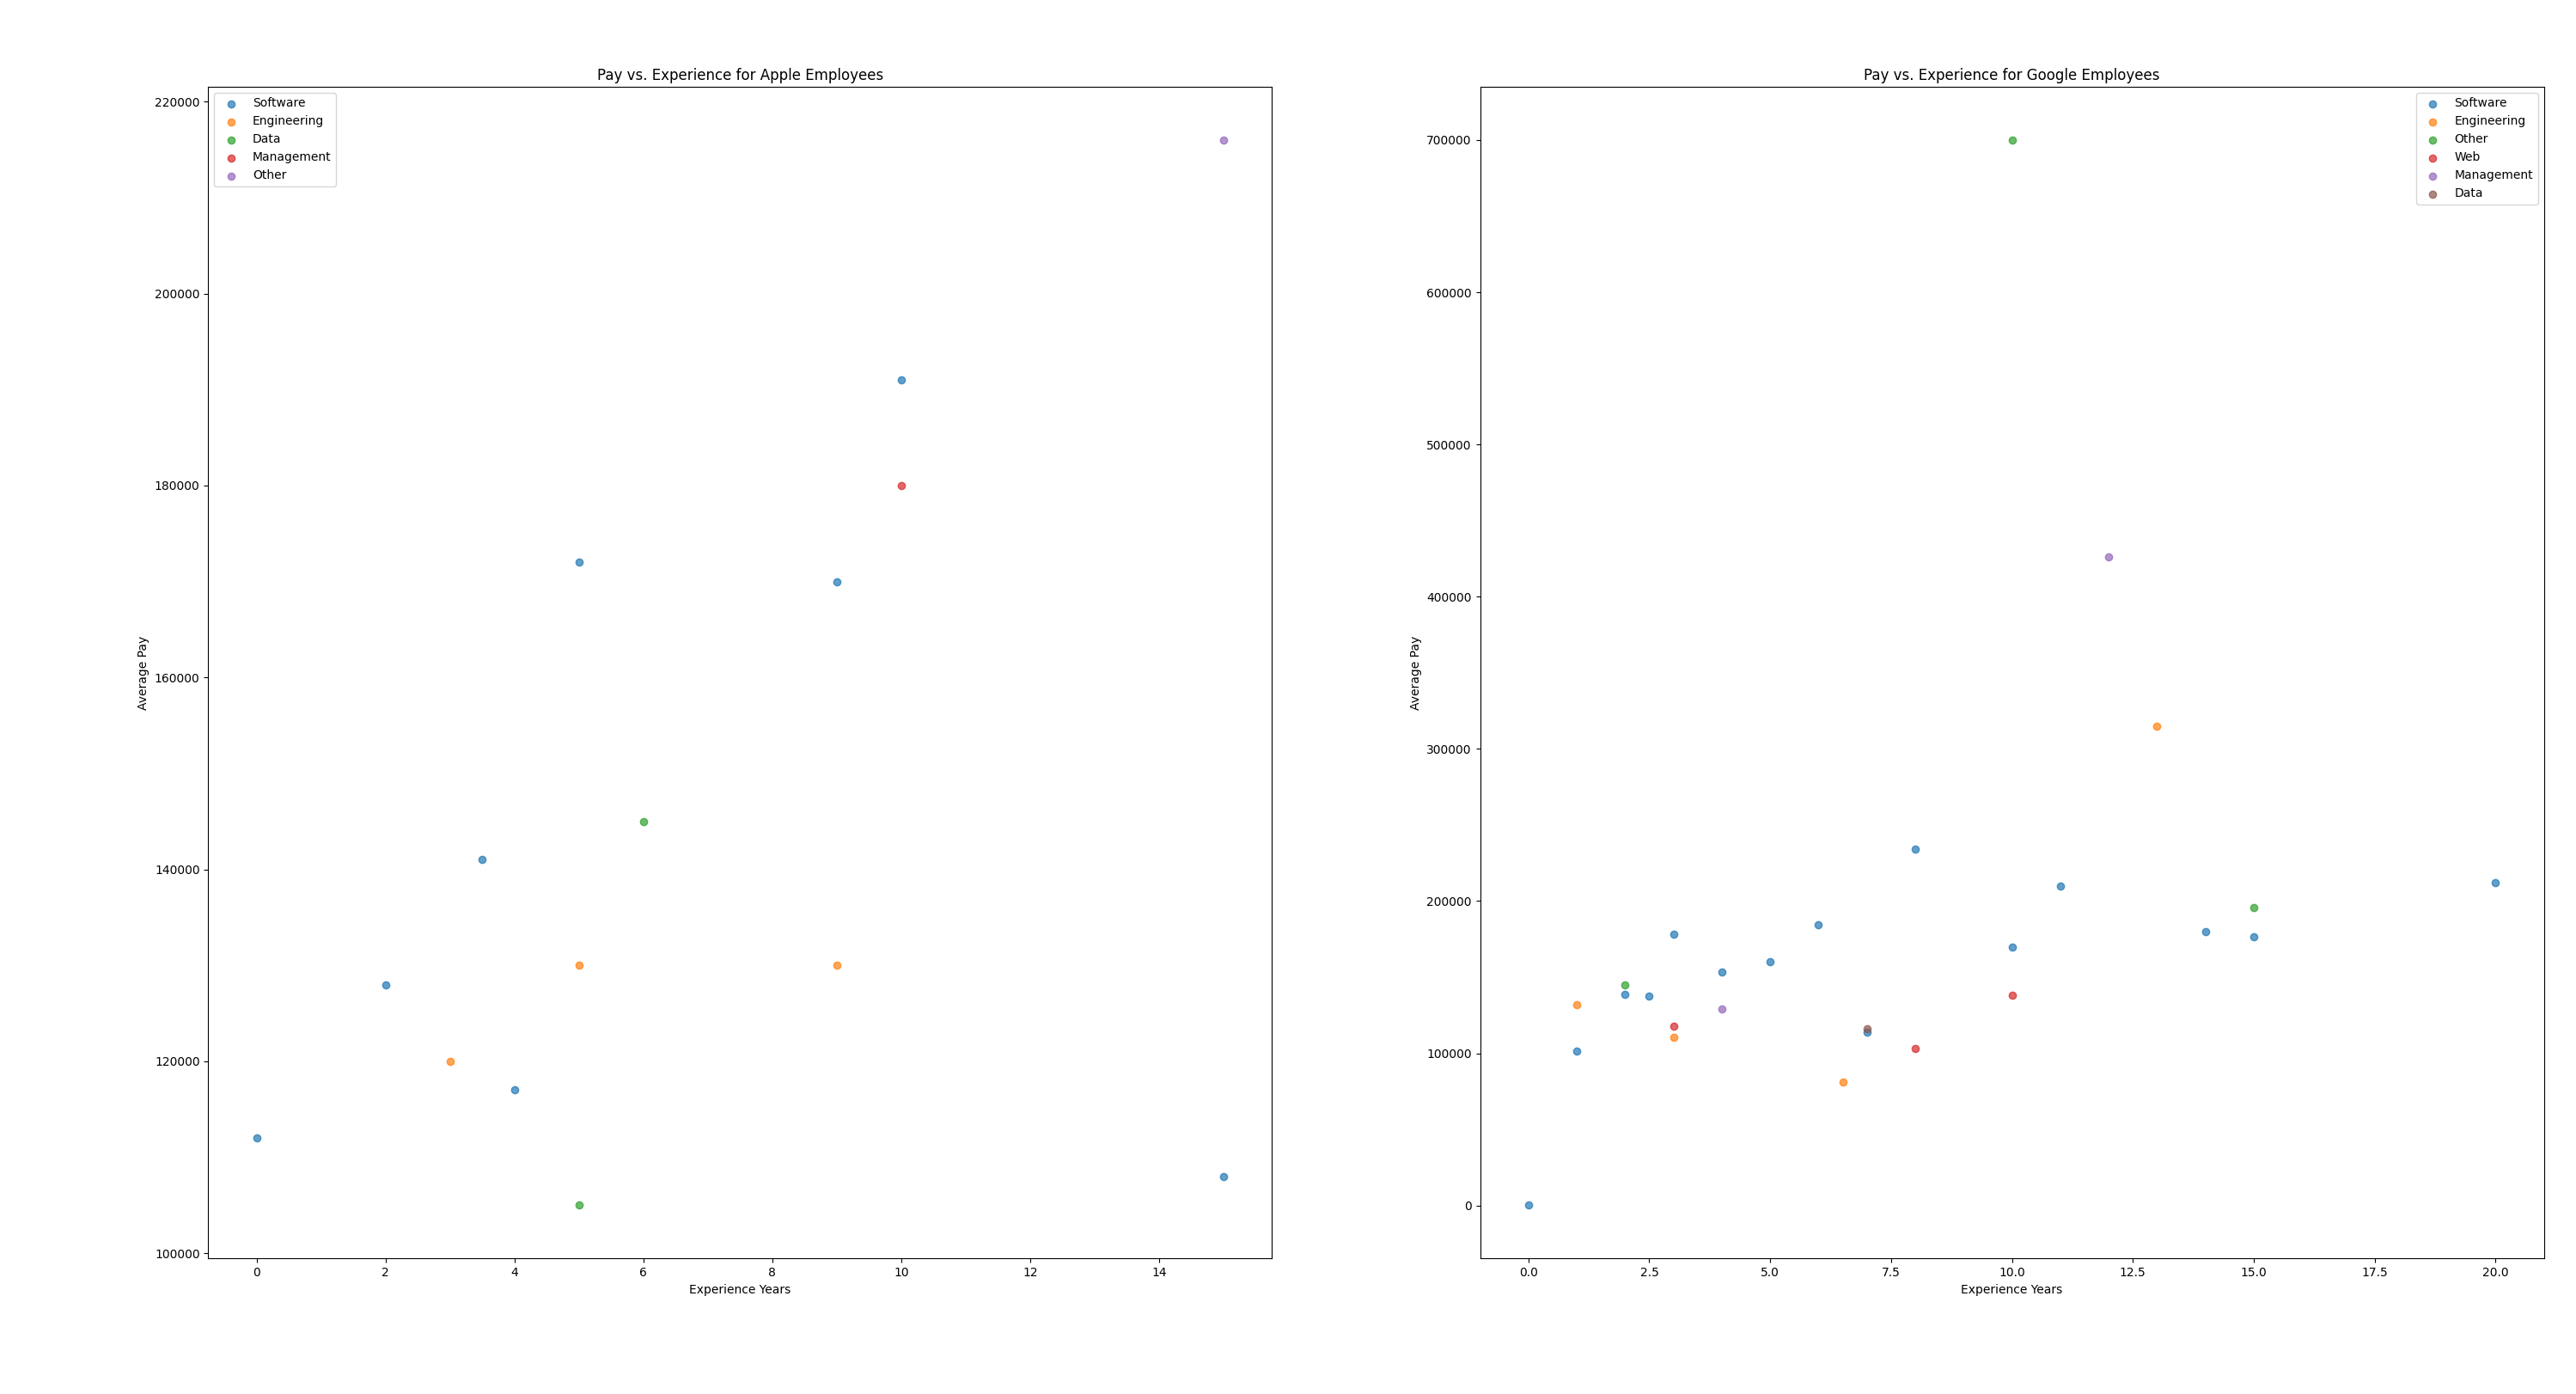 Pay vs. Experience for Apple Employees
220000
200000
180000
160000
140000
120000
100000
Average Pay
Software
Engineering
Data
Management
Other
0
2
4
6
8
10
12
14
Experience Years
Pay vs. Experience for Google Employees
700000
600000
500000
400000
300000
200000
100000
0
Average Pay
Software
Engineering
Other
Web
Management
Data
0.0
2.5
5.0
7.5
10.0
12.5
15.0
17.5
20.0
Experience Years